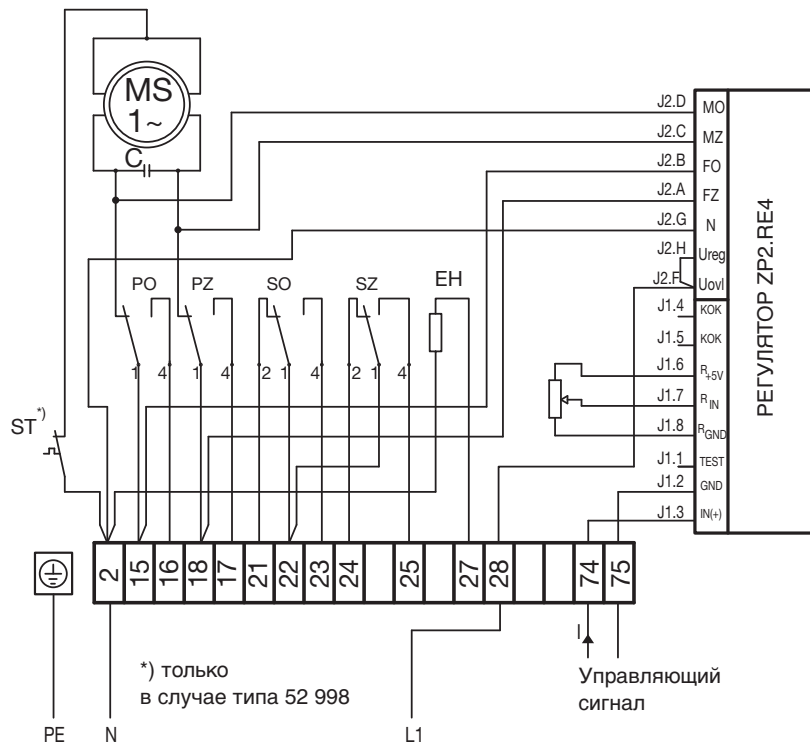 MS
1~
C
J2.D
MO
J2.C
MZ
J2.B
FO
J2.A
FZ
J2.G
N
J2.H
Ureg
J2.F
Uovl
J1.4
KOK
J1.5
KOK
J1.6
R+5V
J1.7
R IN
J1.8
RGND
J1.1
TEST
J1.2
GND
J1.3
IN(+)
РЕГУЛЯТОР ZP2.RE4
PO
PZ
SO
SZ
EH
1
4
1
4
2
1
4
2
1
4
ST*)
2
15
16
18
17
21
22
23
24
25
27
28
74
75
I
*) только
в случае типа 52 998
Управляющий
сигнал
PE
N
L1